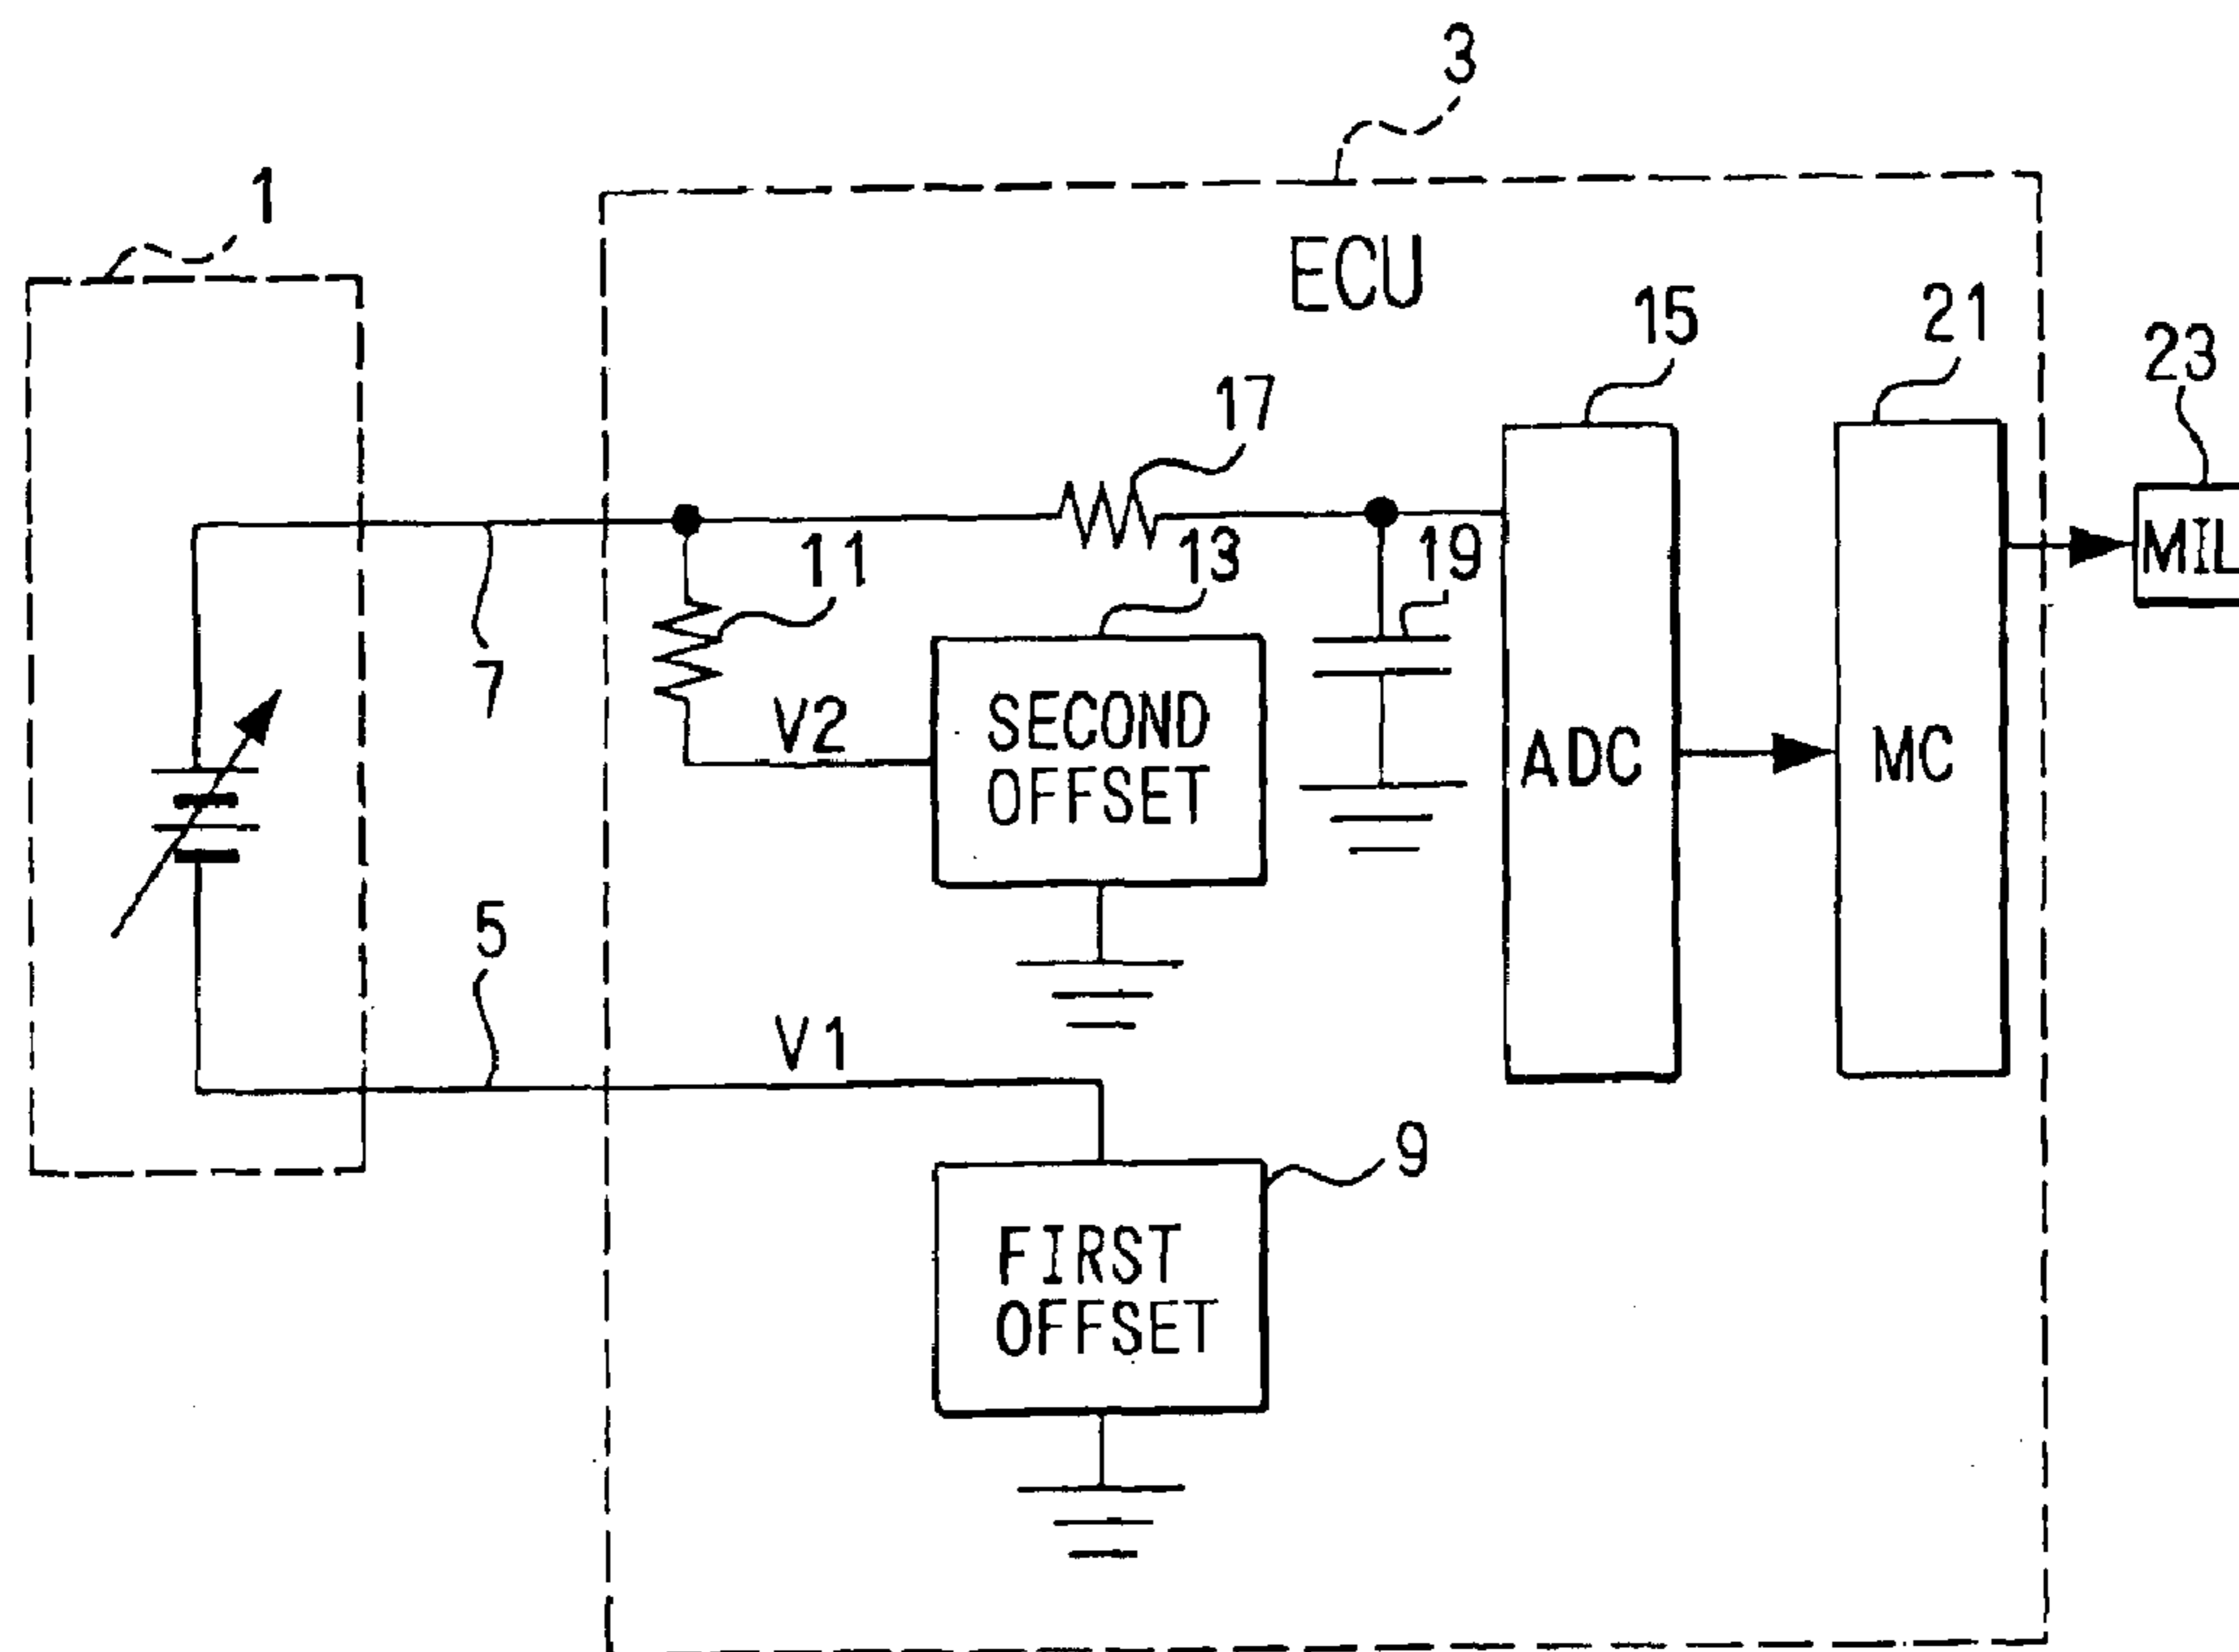 3
1
ECU
15
21
23
17
11
13
19
MIL
7
V2
SECOND
OFFSET
ADC
MC
5
V1
9
FIRST
OFFSET